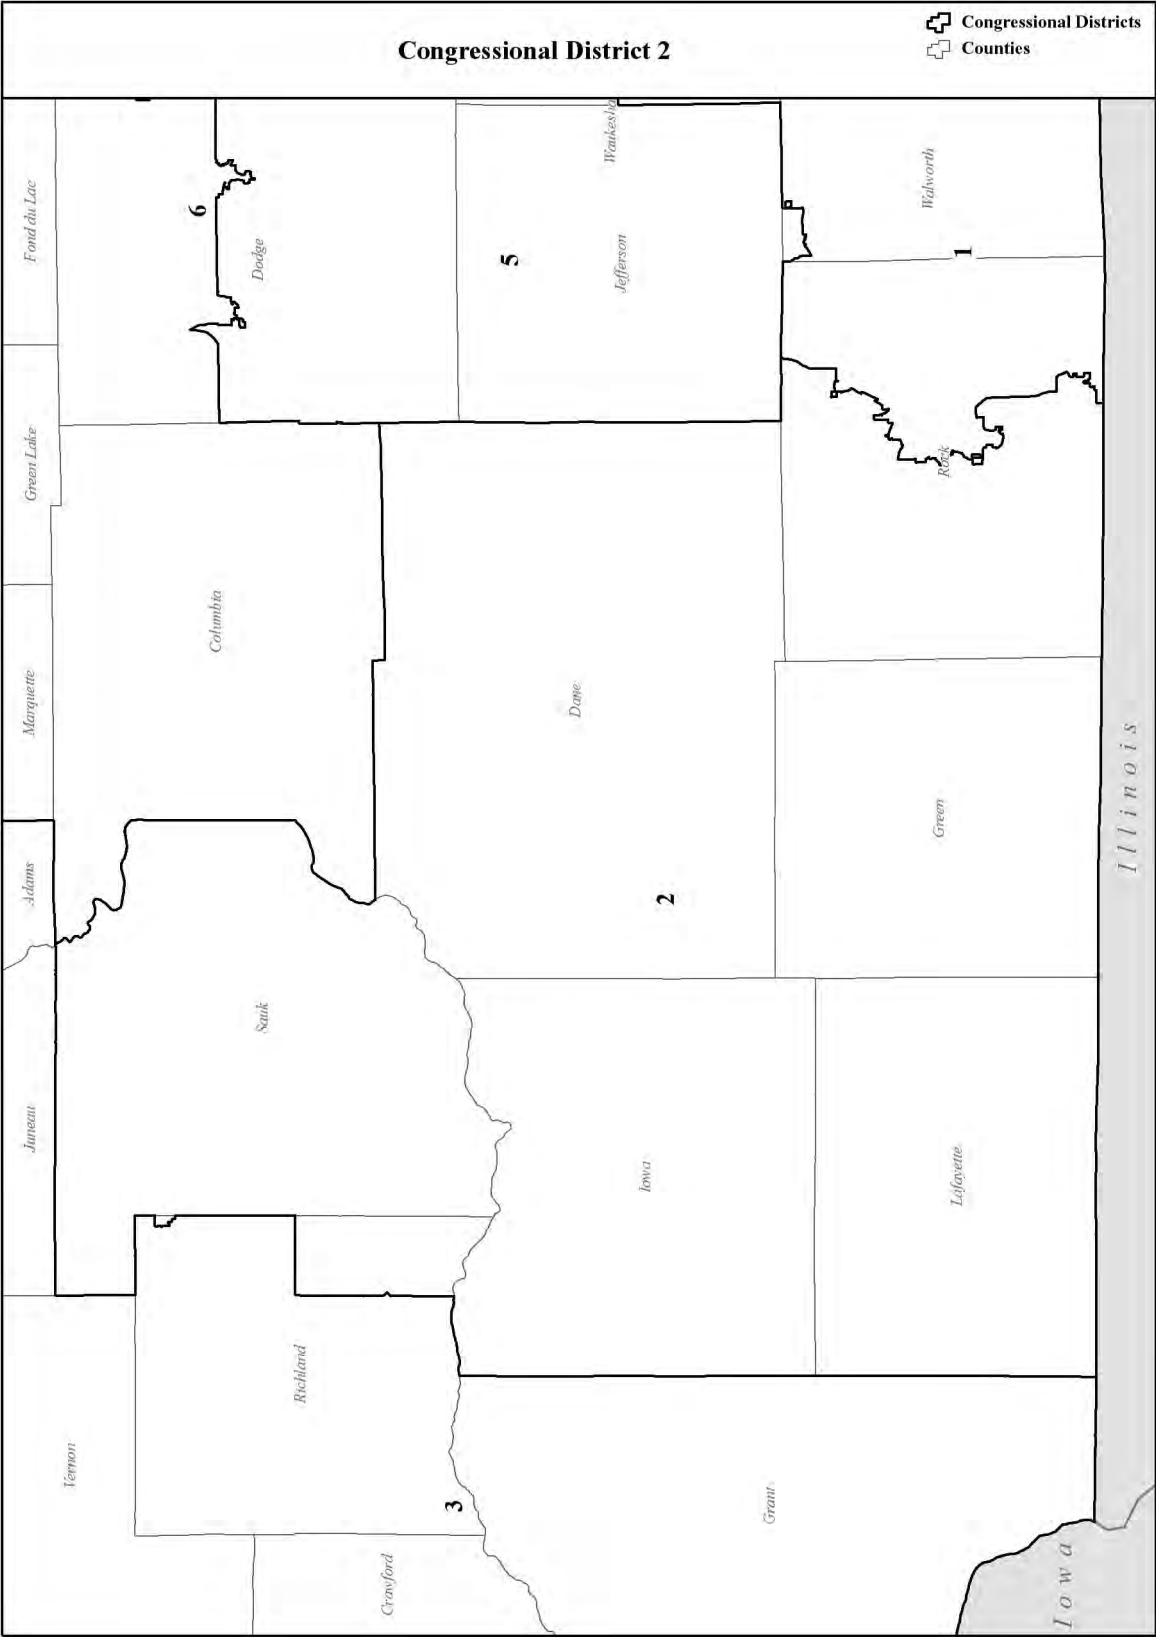 Congressional District 2
Congressional Districts
Counties
Fond du Lac
6
Dodge
5
Waukesha
Jefferson
Walworth
1
Green Lake
Rock
Columbia
Marquette
Dane
Illinois
Green
Adams
2
Sauk
Juneau
Iowa
Lafayette
Richland
Vernon
3
Grant
Crawford
Iowa